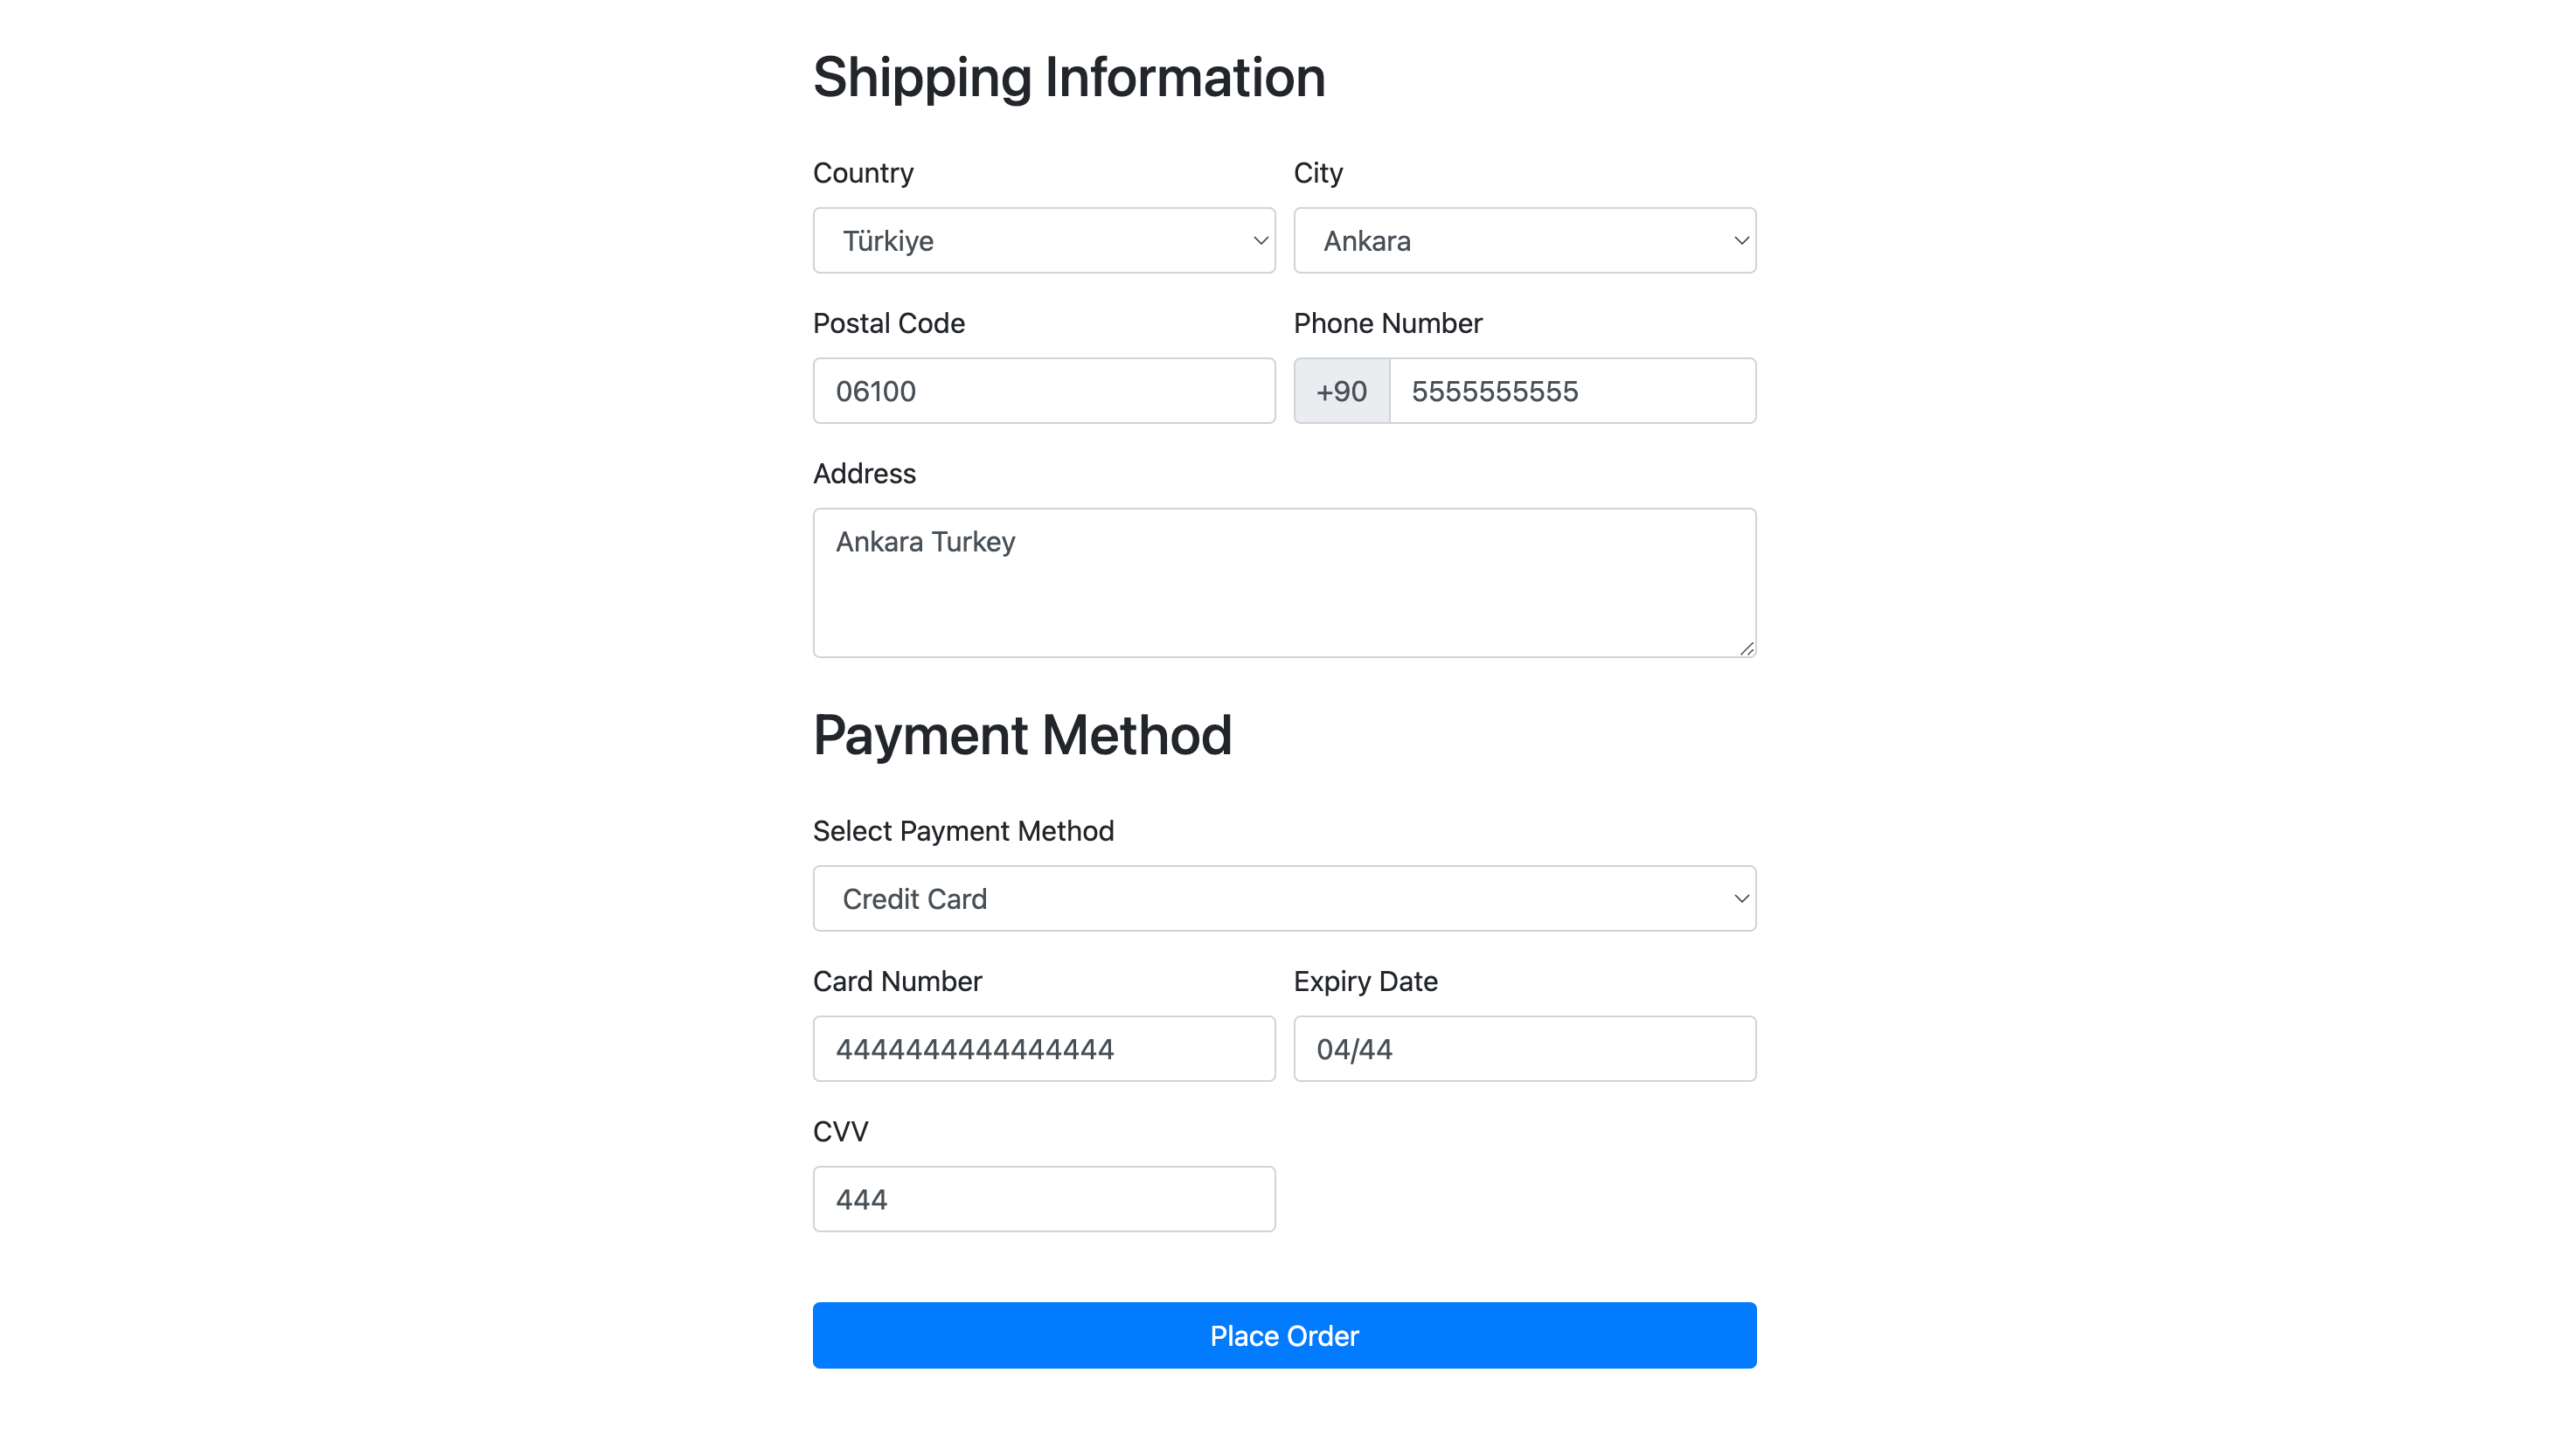 Shipping Information
Country City
Türkiye Ankara
Postal Code Phone Number
06100 +90 5555555555
Address
Ankara Turkey
Payment Method
Select Payment Method
Credit Card
Card Number Expiry Date
4444444444444444 04/44
CVV
444
Place Order